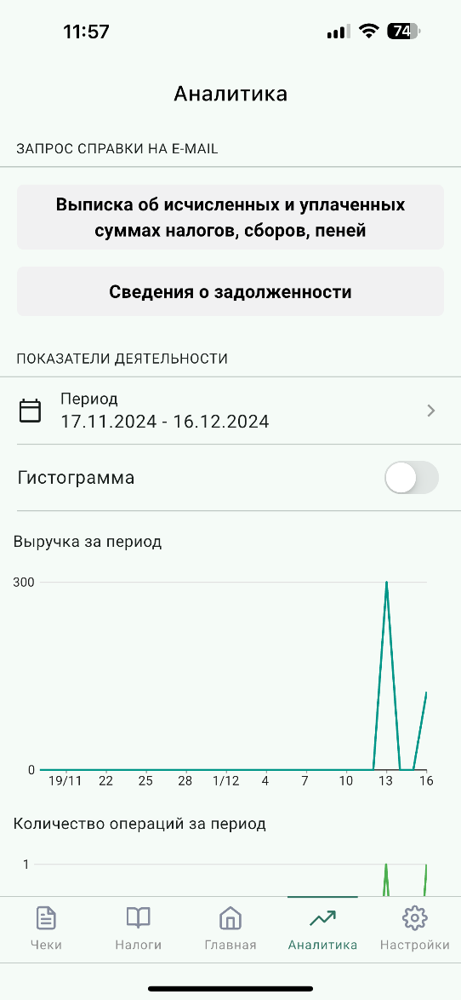 11:57
74
Аналитика
ЗАПРОС СПРАВКИ НА E-MAIL
Выписка об исчисленных и уплаченных
суммах налогов, сборов, пеней
Сведения о задолженности
ПОКАЗАТЕЛИ ДЕЯТЕЛЬНОСТИ
Период
17.11.2024 - 16.12.2024
Гистограмма
Выручка за период
300
0
19/11 22 25 28 1/12 4 7 10 13 16
Количество операций за период
1
Чеки Налоги Главная Аналитика Настройки